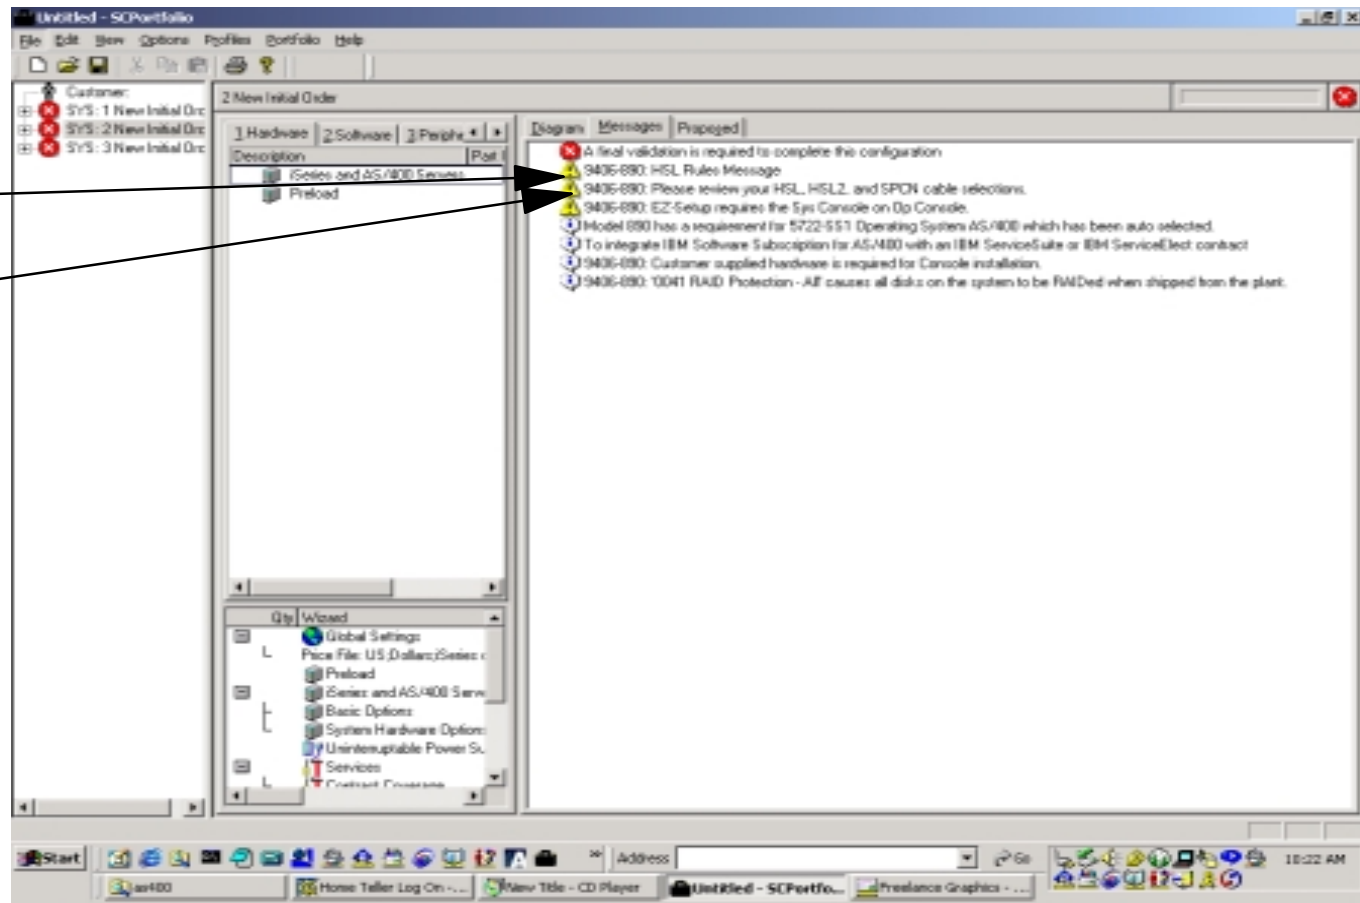 Untitled - SCPortfolio
File Edit View Options Profiles Portfolio Help
Customer:
SYS: 1 New Initial Orc
SYS: 2 New Initial Orc
SYS: 3 New Initial Orc
2 New Initial Order
1 Hardware 2 Software 3 Periphe
Description Part
iSeries and AS/400 Servers
Preload
Diagram Messages Proposed
A final validation is required to complete this configuration
9406-890: HSL Rules Message
9406-890: Please review your HSL, HSL2, and SPCN cable selections.
9406-890: EZ-Setup requires the Sys Console on Op Console.
Model 890 has a requirement for 5722-SS1 Operating System AS/400 which has been auto selected.
To integrate IBM Software Subscription for AS/400 with an IBM ServiceSuite or IBM ServiceElect contract
9406-890: Customer supplied hardware is required for Console installation.
9406-890: '0041 RAID Protection - All' causes all disks on the system to be RAIDed when shipped from the plant.
Qty Wizard
Global Settings
Price File: US;Dollars;iSeries
Preload
iSeries and AS/400 Serve
Basic Options
System Hardware Option
Uninterruptable Power Su
Services
Contract Coverage
Start Address Go 10:22 AM
as400 Home Teller Log On -... New Title - CD Player Untitled - SCPortfo... Freelance Graphics - ...